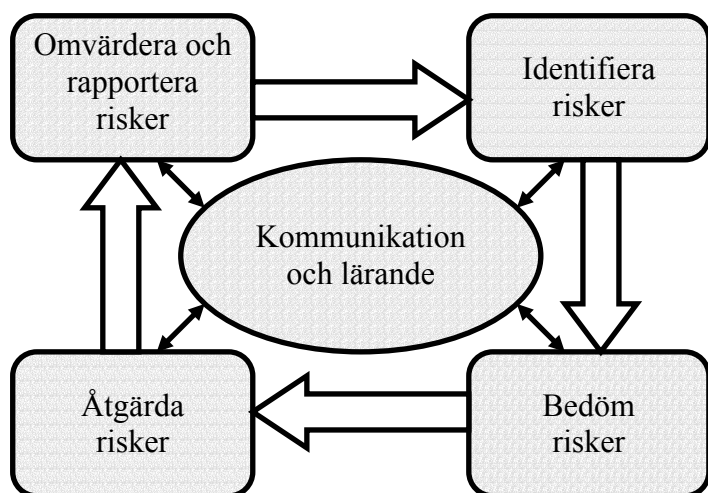 Omvärdera och
rapportera
risker
Identifiera
risker
Kommunikation
och lärande
Åtgärda
risker
Bedöm
risker